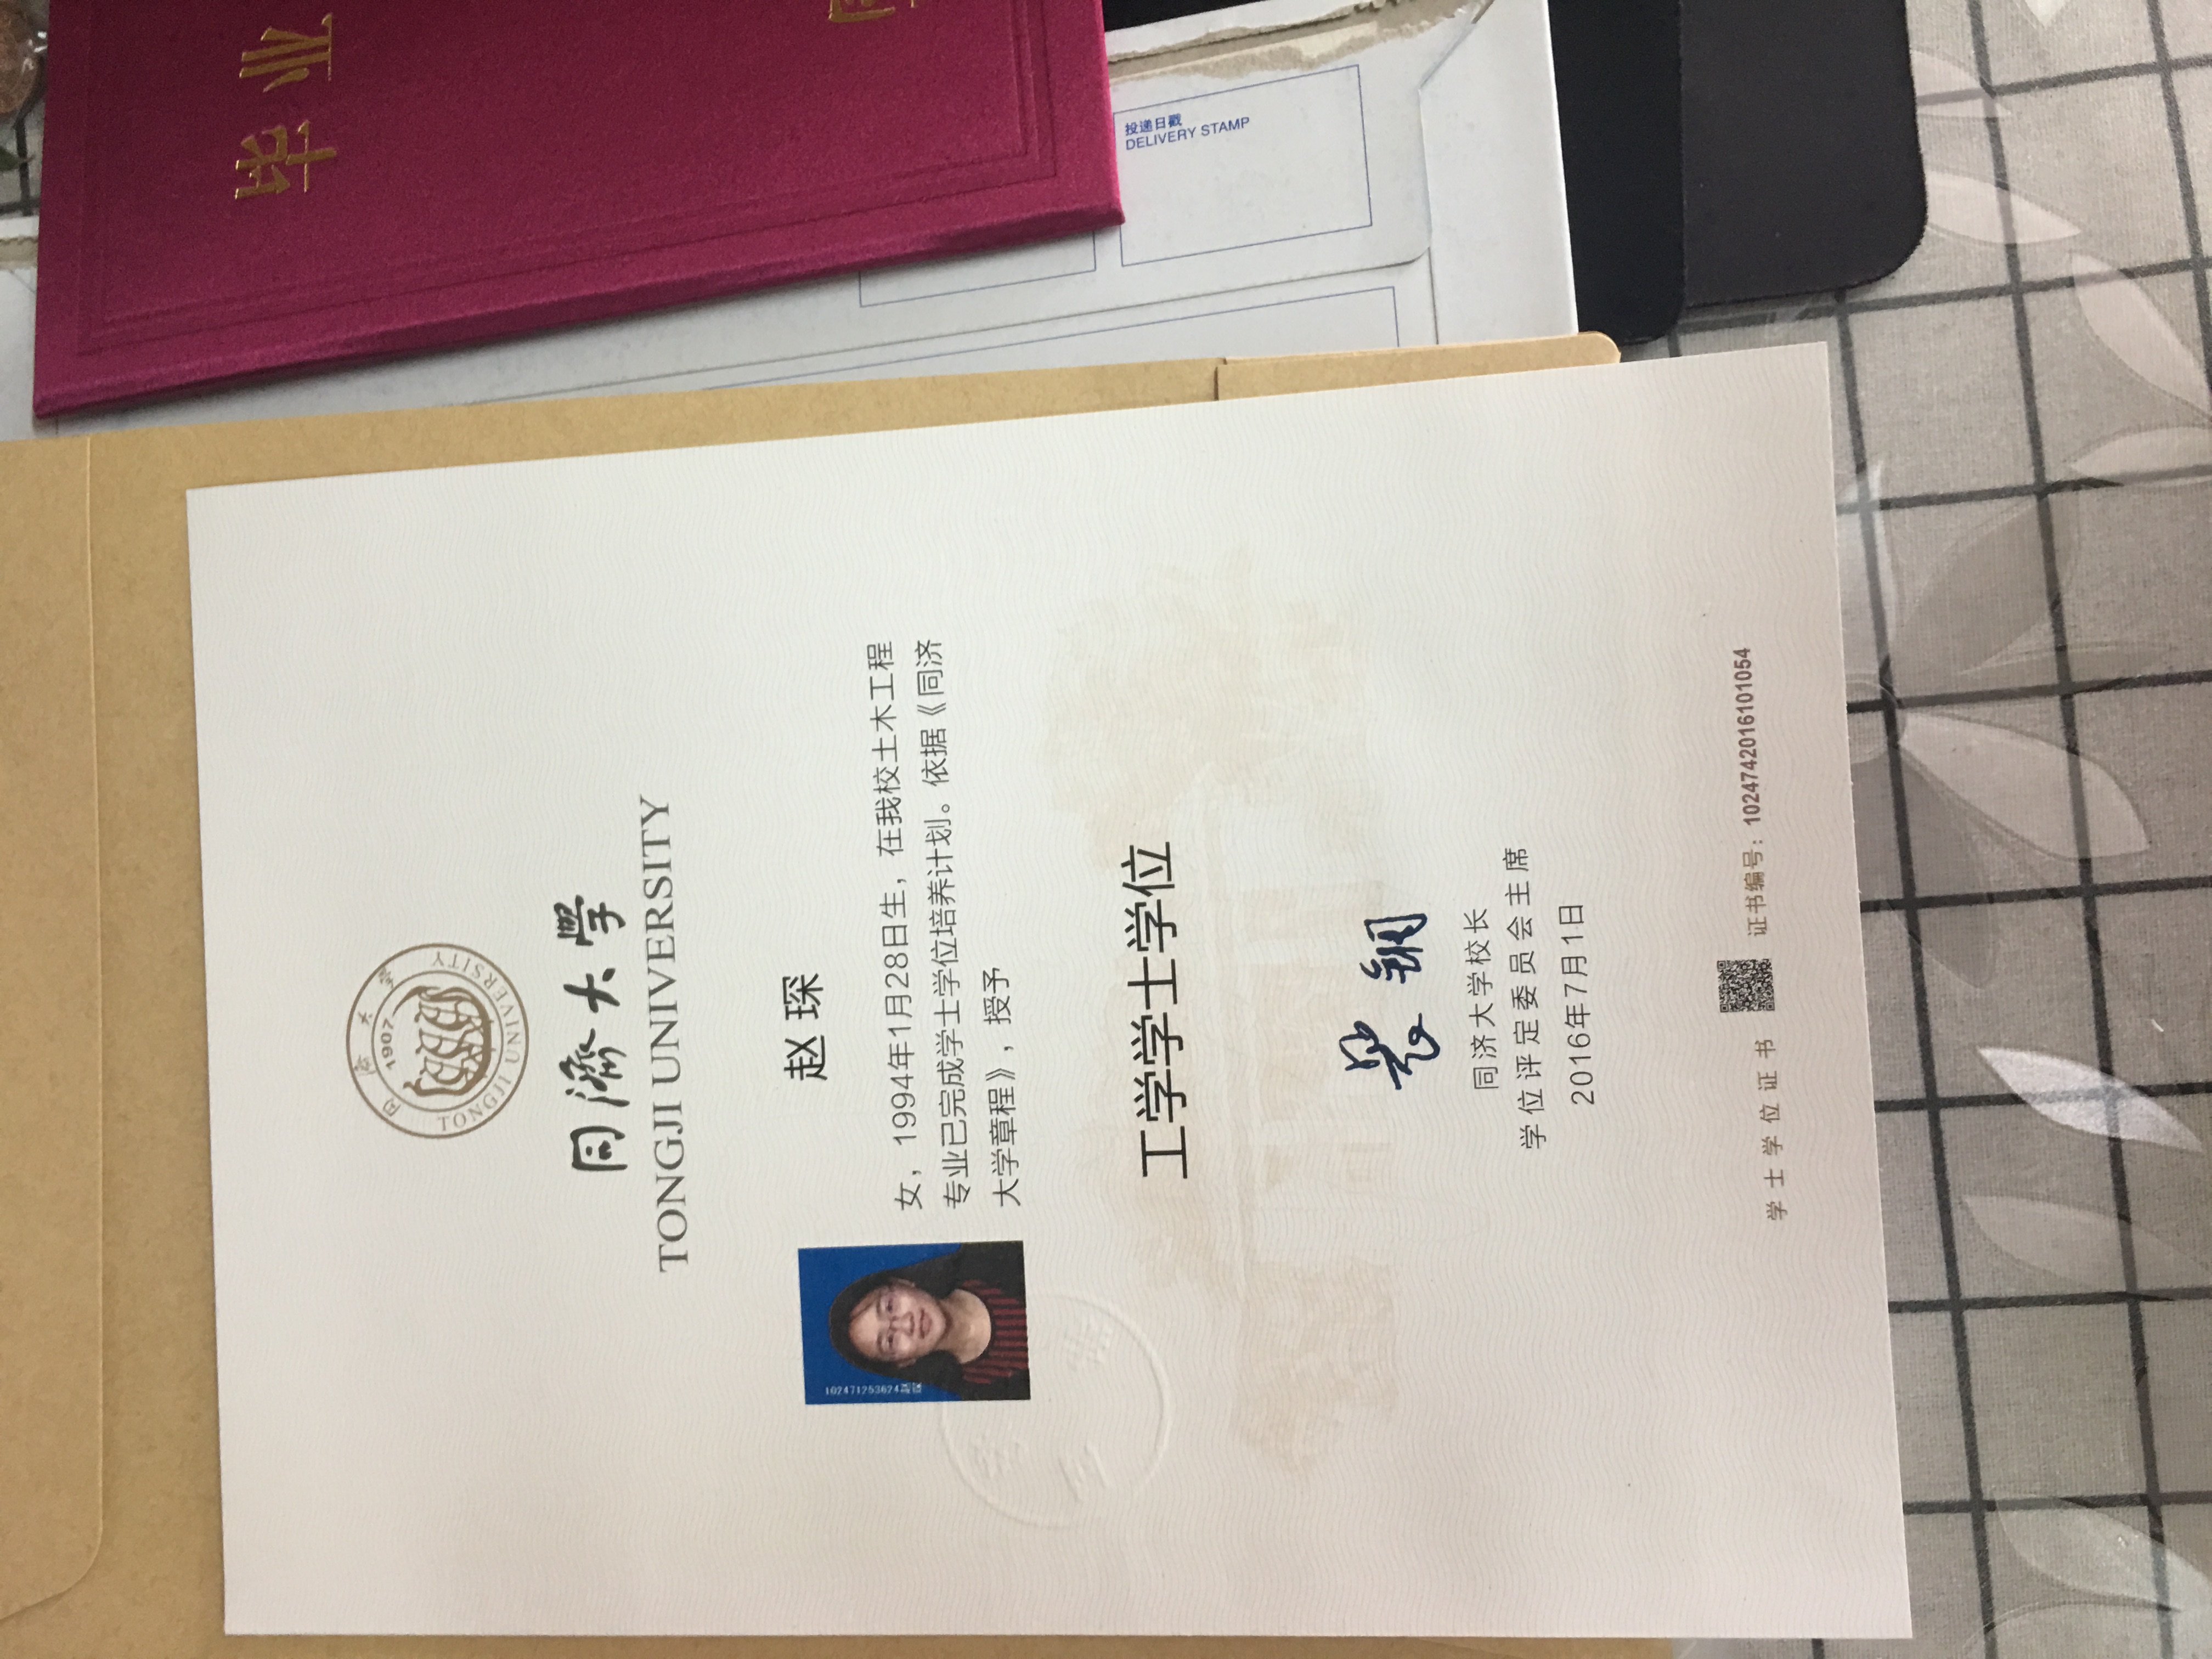 同濟大學
1907
TONGJI UNIVERSITY
同濟大學
TONGJI UNIVERSITY
赵琛
女，1994年1月28日生，在我校土木工程
专业已完成学士学位培养计划。依据《同济
大学章程》，授予
工学学士学位
裴钢
同济大学校长
学位评定委员会主席
2016年7月1日
学士学位证书
证书编号：1024742016101054
投递日戳
DELIVERY STAMP